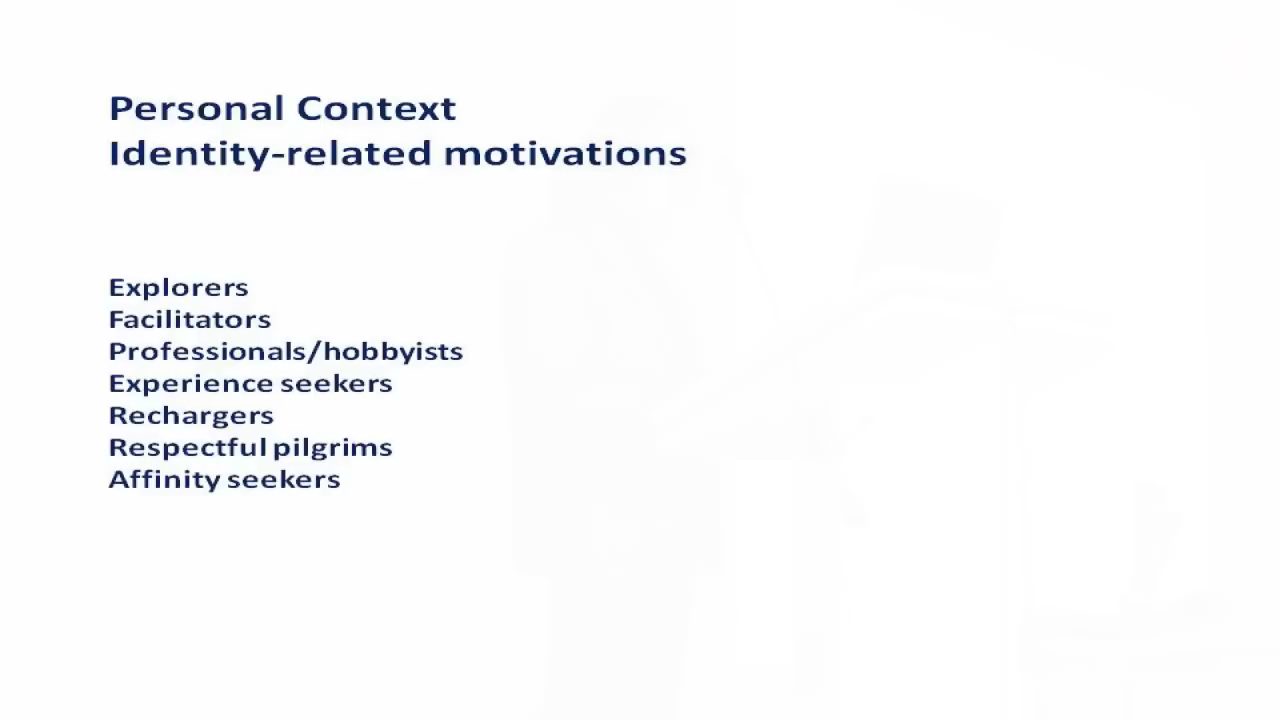 Personal Context
Identity-related motivations
Explorers
Facilitators
Professionals/hobbyists
Experience seekers
Rechargers
Respectful pilgrims
Affinity seekers